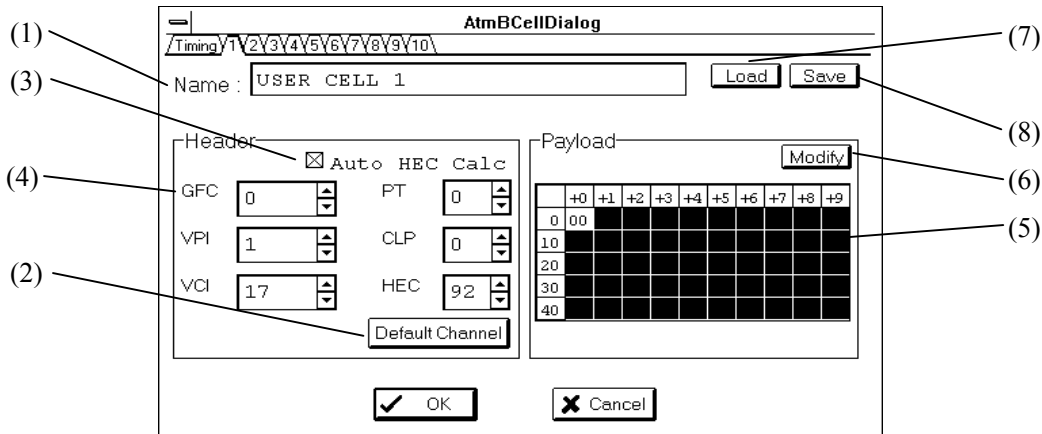 AtmBCellDialog
Timing 1 2 3 4 5 6 7 8 9 10
(1)
(7)
Name : USER CELL 1
Load
Save
(3)
(8)
Header
Auto HEC Calc
Payload
Modify
(4)
(6)
GFC 0
PT 0
+0 +1 +2 +3 +4 +5 +6 +7 +8 +9
0 00
(5)
VPI 1
CLP 0
10
20
(2)
VCI 17
HEC 92
30
40
Default Channel
OK
Cancel